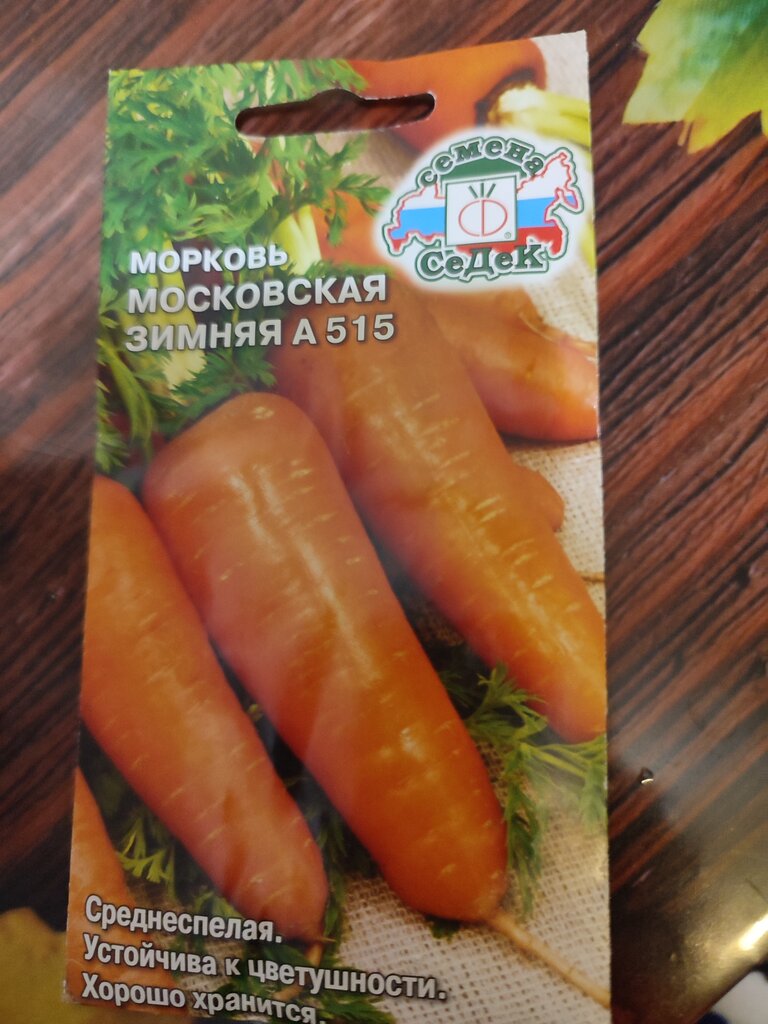 семена
СеДеК
МОРКОВЬ
МОСКОВСКАЯ
ЗИМНЯЯ А 515
Среднеспелая.
Устойчива к цветушности.
Хорошо хранится.